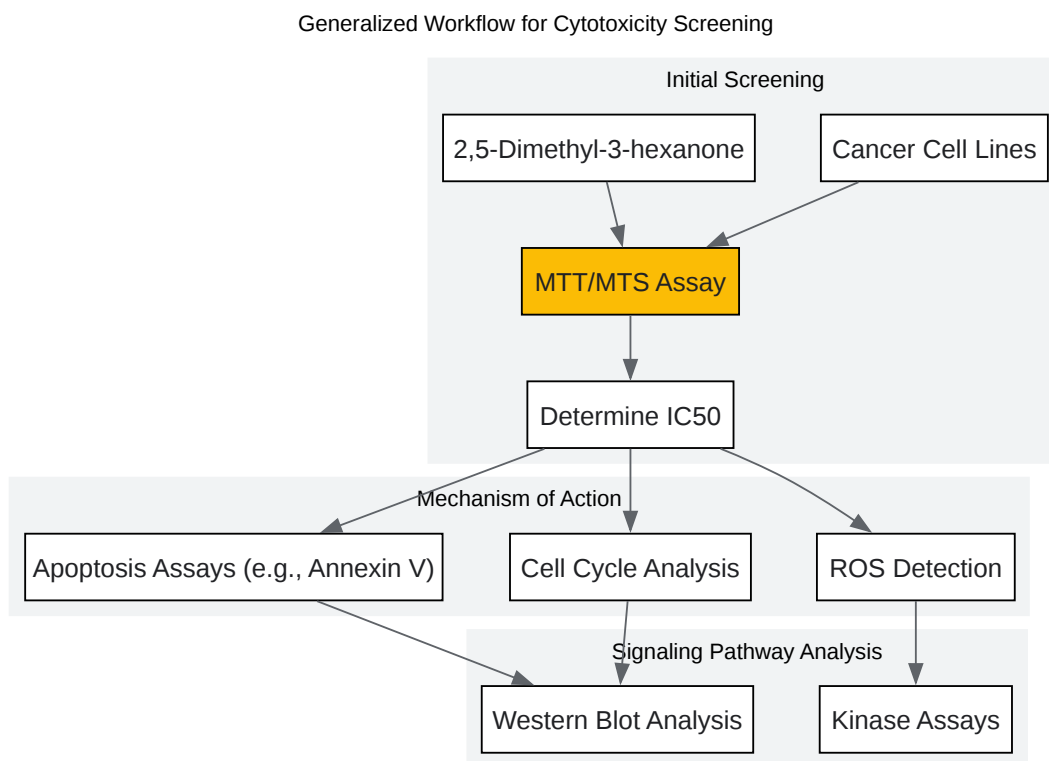 Generalized Workflow for Cytotoxicity Screening
Initial Screening
2,5-Dimethyl-3-hexanone
Cancer Cell Lines
MTT/MTS Assay
Determine IC50
Mechanism of Action
Apoptosis Assays (e.g., Annexin V)
Cell Cycle Analysis
ROS Detection
Signaling Pathway Analysis
Western Blot Analysis
Kinase Assays